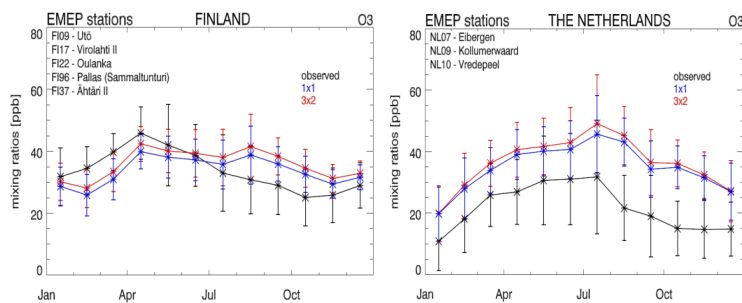 EMEP stations FINLAND O3
80
FI09 - Utö
FI17 - Virolahti II
FI22 - Oulanka
FI96 - Pallas (Sammaltunturi)
FI37 - Ähtäri II
observed
1x1
3x2
60
40
20
0
mixing ratios [ppb]
Jan Apr Jul Oct
EMEP stations THE NETHERLANDS O3
80
NL07 - Eibergen
NL09 - Kollumerwaard
NL10 - Vredepeel
observed
1x1
3x2
60
40
20
0
mixing ratios [ppb]
Jan Apr Jul Oct